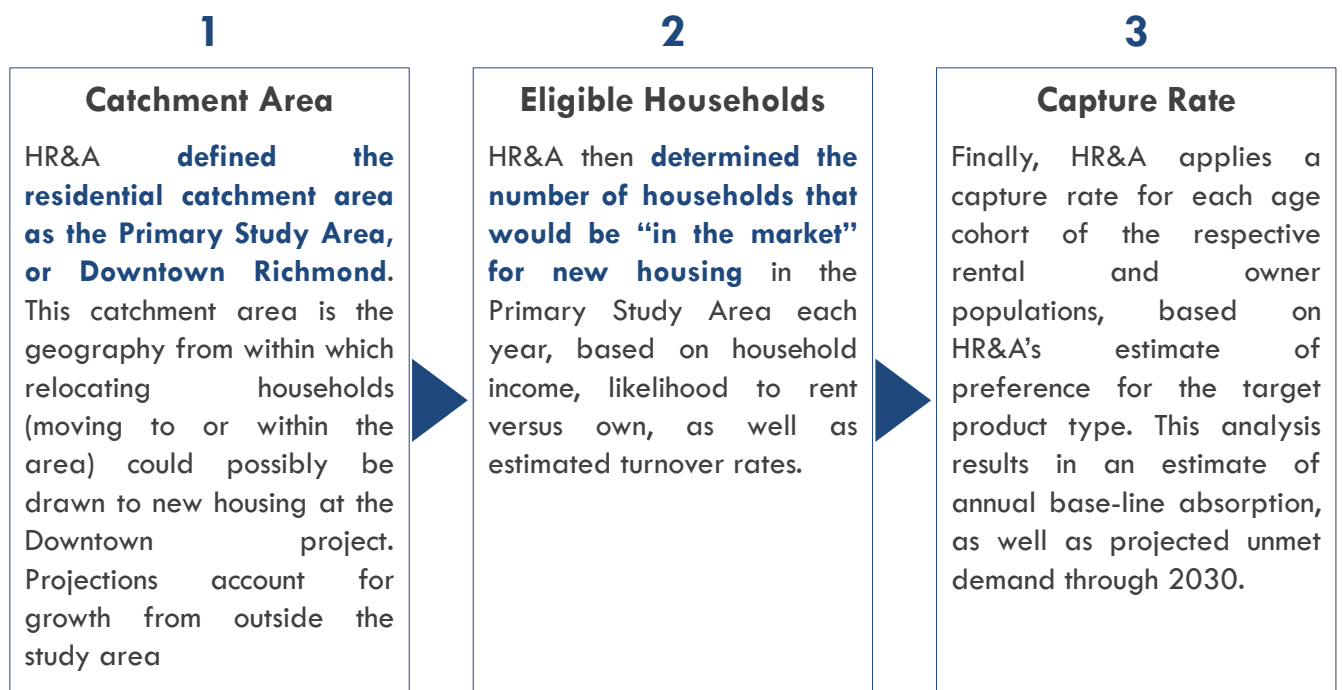 1
Catchment Area
HR&A defined the
residential catchment area
as the Primary Study Area,
or Downtown Richmond.
This catchment area is the
geography from within which
relocating households
(moving to or within the
area) could possibly be
drawn to new housing at the
Downtown project.
Projections account for
growth from outside the
study area
2
Eligible Households
HR&A then determined the
number of households that
would be “in the market”
for new housing in the
Primary Study Area each
year, based on household
income, likelihood to rent
versus own, as well as
estimated turnover rates.
3
Capture Rate
Finally, HR&A applies a
capture rate for each age
cohort of the respective
rental and owner
populations, based on
HR&A’s estimate of
preference for the target
product type. This analysis
results in an estimate of
annual base-line absorption,
as well as projected unmet
demand through 2030.